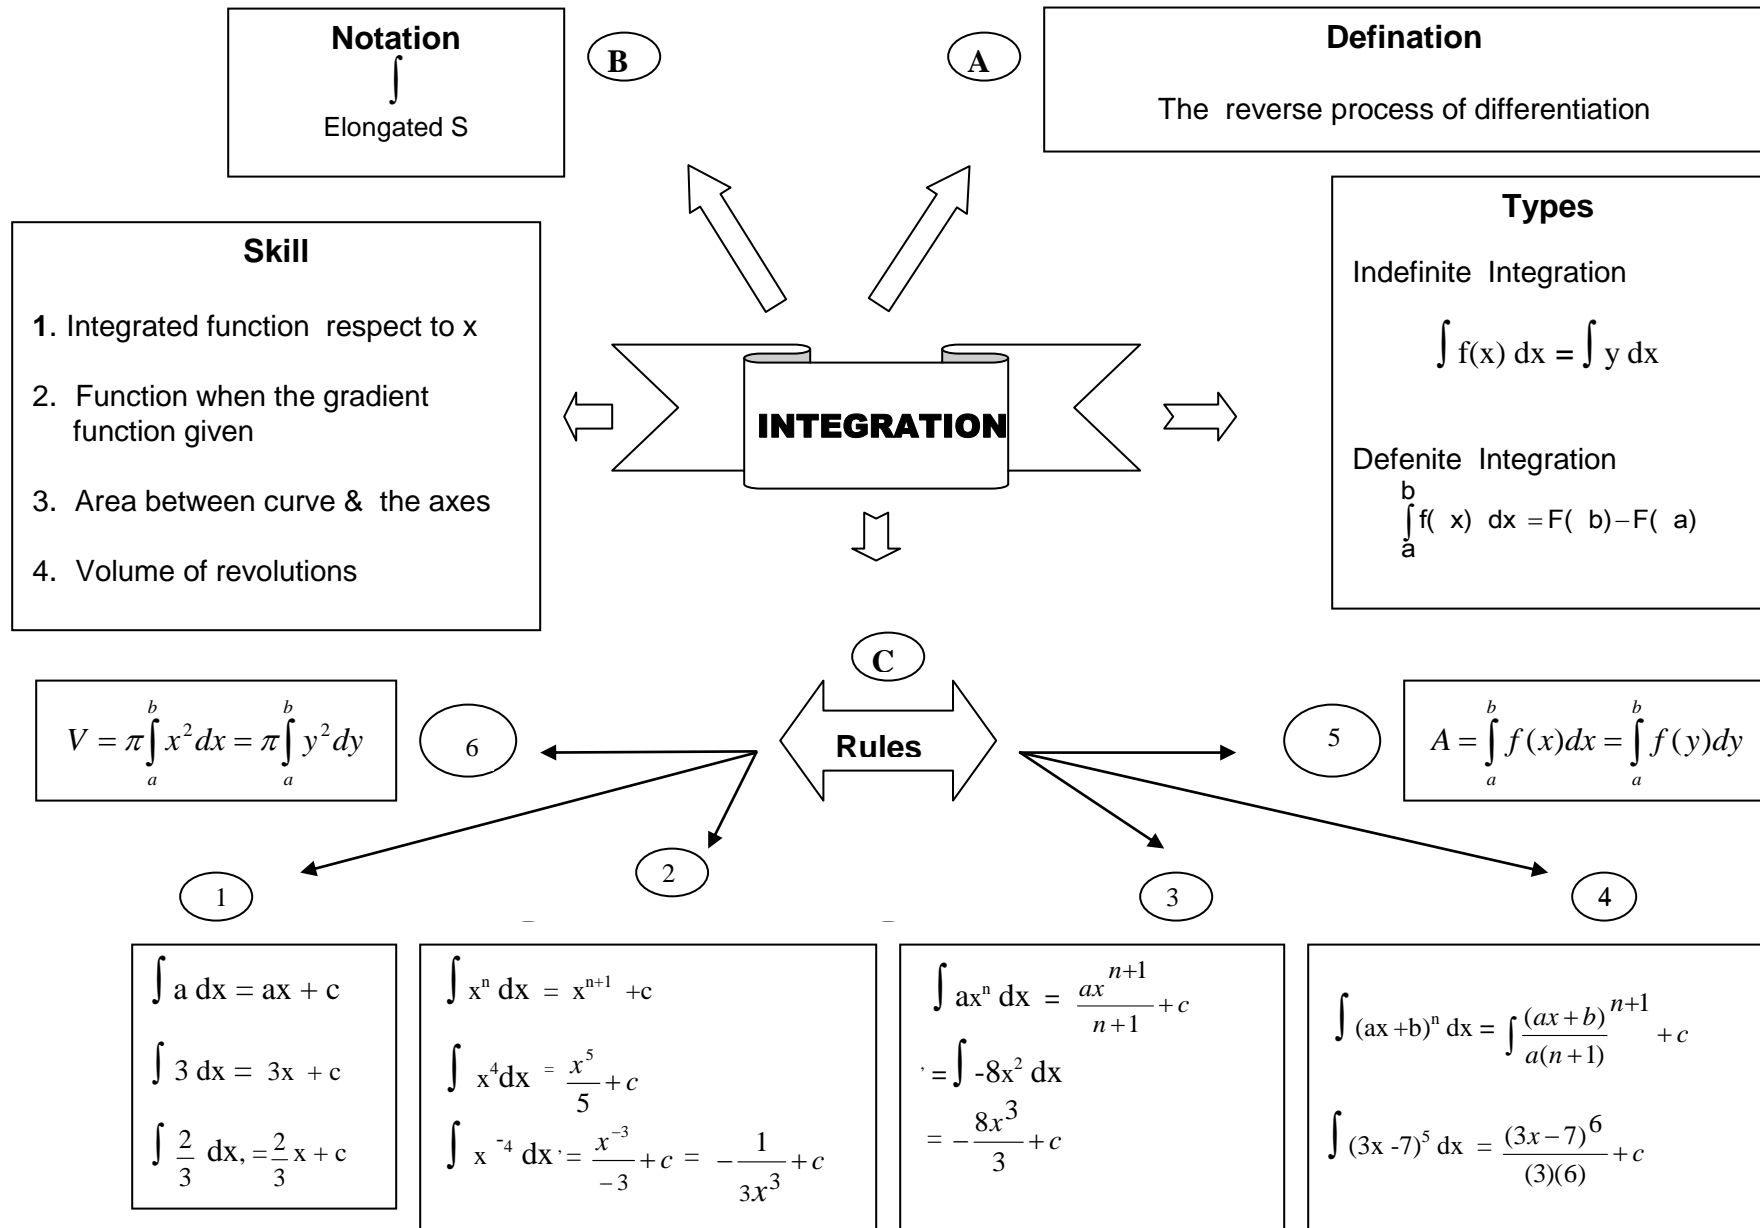 Notation
∫
Elongated S
B
A
Defination
The reverse process of differentiation
Types
Indefinite Integration
∫ f(x) dx = ∫ y dx
Defenite Integration
b
∫ f( x) dx = F( b) − F( a)
a
Skill
1. Integrated function respect to x
2. Function when the gradient
function given
3. Area between curve & the axes
4. Volume of revolutions
INTEGRATION
C
Rules
6
V = π∫ₐᵇ x² dx = π∫ₐᵇ y² dy
5
A = ∫ₐᵇ f(x)dx = ∫ₐᵇ f(y)dy
1
∫ a dx = ax + c
∫ 3 dx = 3x + c
∫ 2/3 dx, = 2/3 x + c
2
∫ xⁿ dx = xⁿ⁺¹ +c
∫ x⁴dx = x⁵/5 + c
∫ x ⁻⁴ dx , = x⁻³/−3 + c = − 1/3x³ + c
3
∫ axⁿ dx = axⁿ⁺¹/n+1 + c
, = ∫ -8x² dx
= − 8x³/3 + c
4
∫ (ax +b)ⁿ dx = ∫ (ax+b)ⁿ⁺¹/a(n+1) + c
∫ (3x -7)⁵ dx = (3x−7)⁶/(3)(6) + c